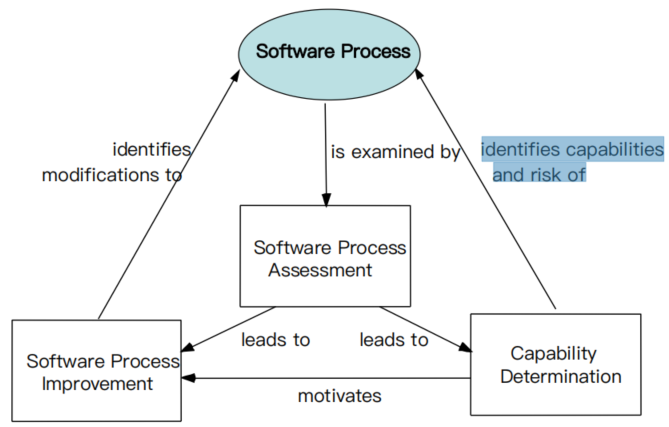 Software Process
identifies
modifications to
is examined by
identifies capabilities
and risk of
Software Process
Assessment
leads to
leads to
Software Process
Improvement
Capability
Determination
motivates